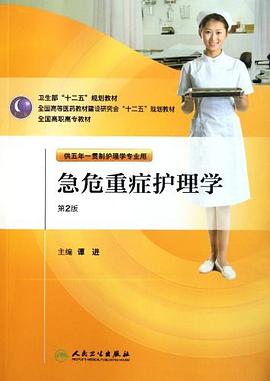 卫生部“十二五”规划教材
全国高等医药教材建设研究会“十二五”规划教材
全国高职高专教材
供五年一贯制护理学专业用
急危重症护理学
第2版
主编 谭 进
人民卫生出版社